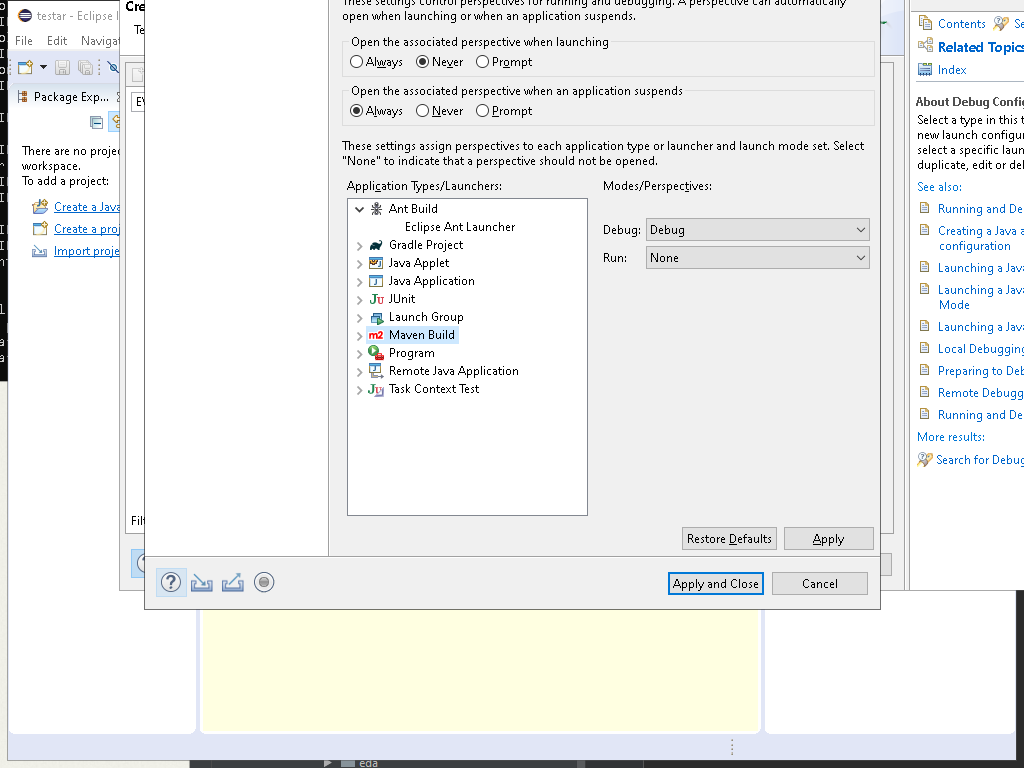 testar - Eclipse I
File Edit Navigat
Package Exp...
There are no projec
workspace.
To add a project:
Create a Java
Create a proj
Import proje
Cre
Te
These settings control perspectives for running and debugging. A perspective can automatically
open when launching or when an application suspends.
Open the associated perspective when launching
Always Never Prompt
Open the associated perspective when an application suspends
Always Never Prompt
These settings assign perspectives to each application type or launcher and launch mode set. Select
"None" to indicate that a perspective should not be opened.
Application Types/Launchers:
Ant Build
Eclipse Ant Launcher
Gradle Project
Java Applet
Java Application
JUnit
Launch Group
m2 Maven Build
Program
Remote Java Application
Task Context Test
Modes/Perspectives:
Debug: Debug
Run: None
Restore Defaults Apply
Apply and Close Cancel
Filt
Contents Se
Related Topics
Index
About Debug Config
Select a type in this t
new launch configur
select a specific laun
duplicate, edit or del
See also:
Running and De
Creating a Java a
configuration
Launching a Java
Launching a Java
Mode
Launching a Java
Local Debugging
Preparing to Deb
Remote Debugg
Running and De
More results:
Search for Debug
eda